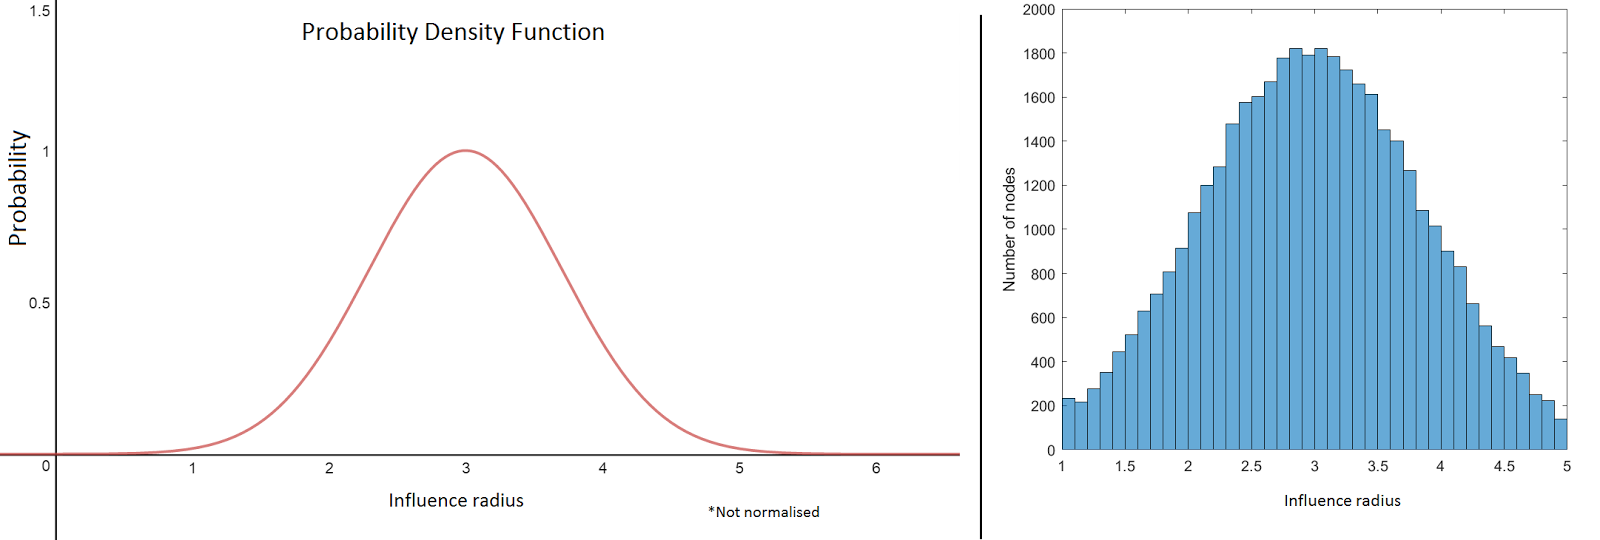 Probability Density Function
Probability
1.5
1
0.5
0
1 2 3 4 5 6
Influence radius
*Not normalised
Number of nodes
2000
1800
1600
1400
1200
1000
800
600
400
200
0
1 1.5 2 2.5 3 3.5 4 4.5 5
Influence radius